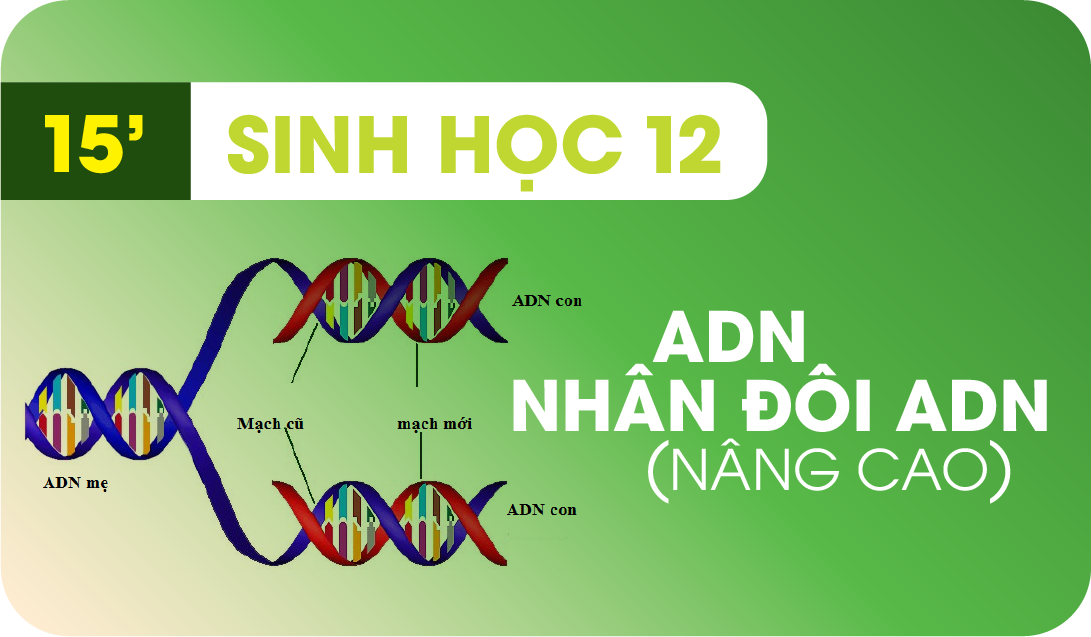 15’
SINH HỌC 12
ADN con
ADN
NHÂN ĐÔI ADN
(NÂNG CAO)
Mạch cũ
mạch mới
ADN mẹ
ADN con